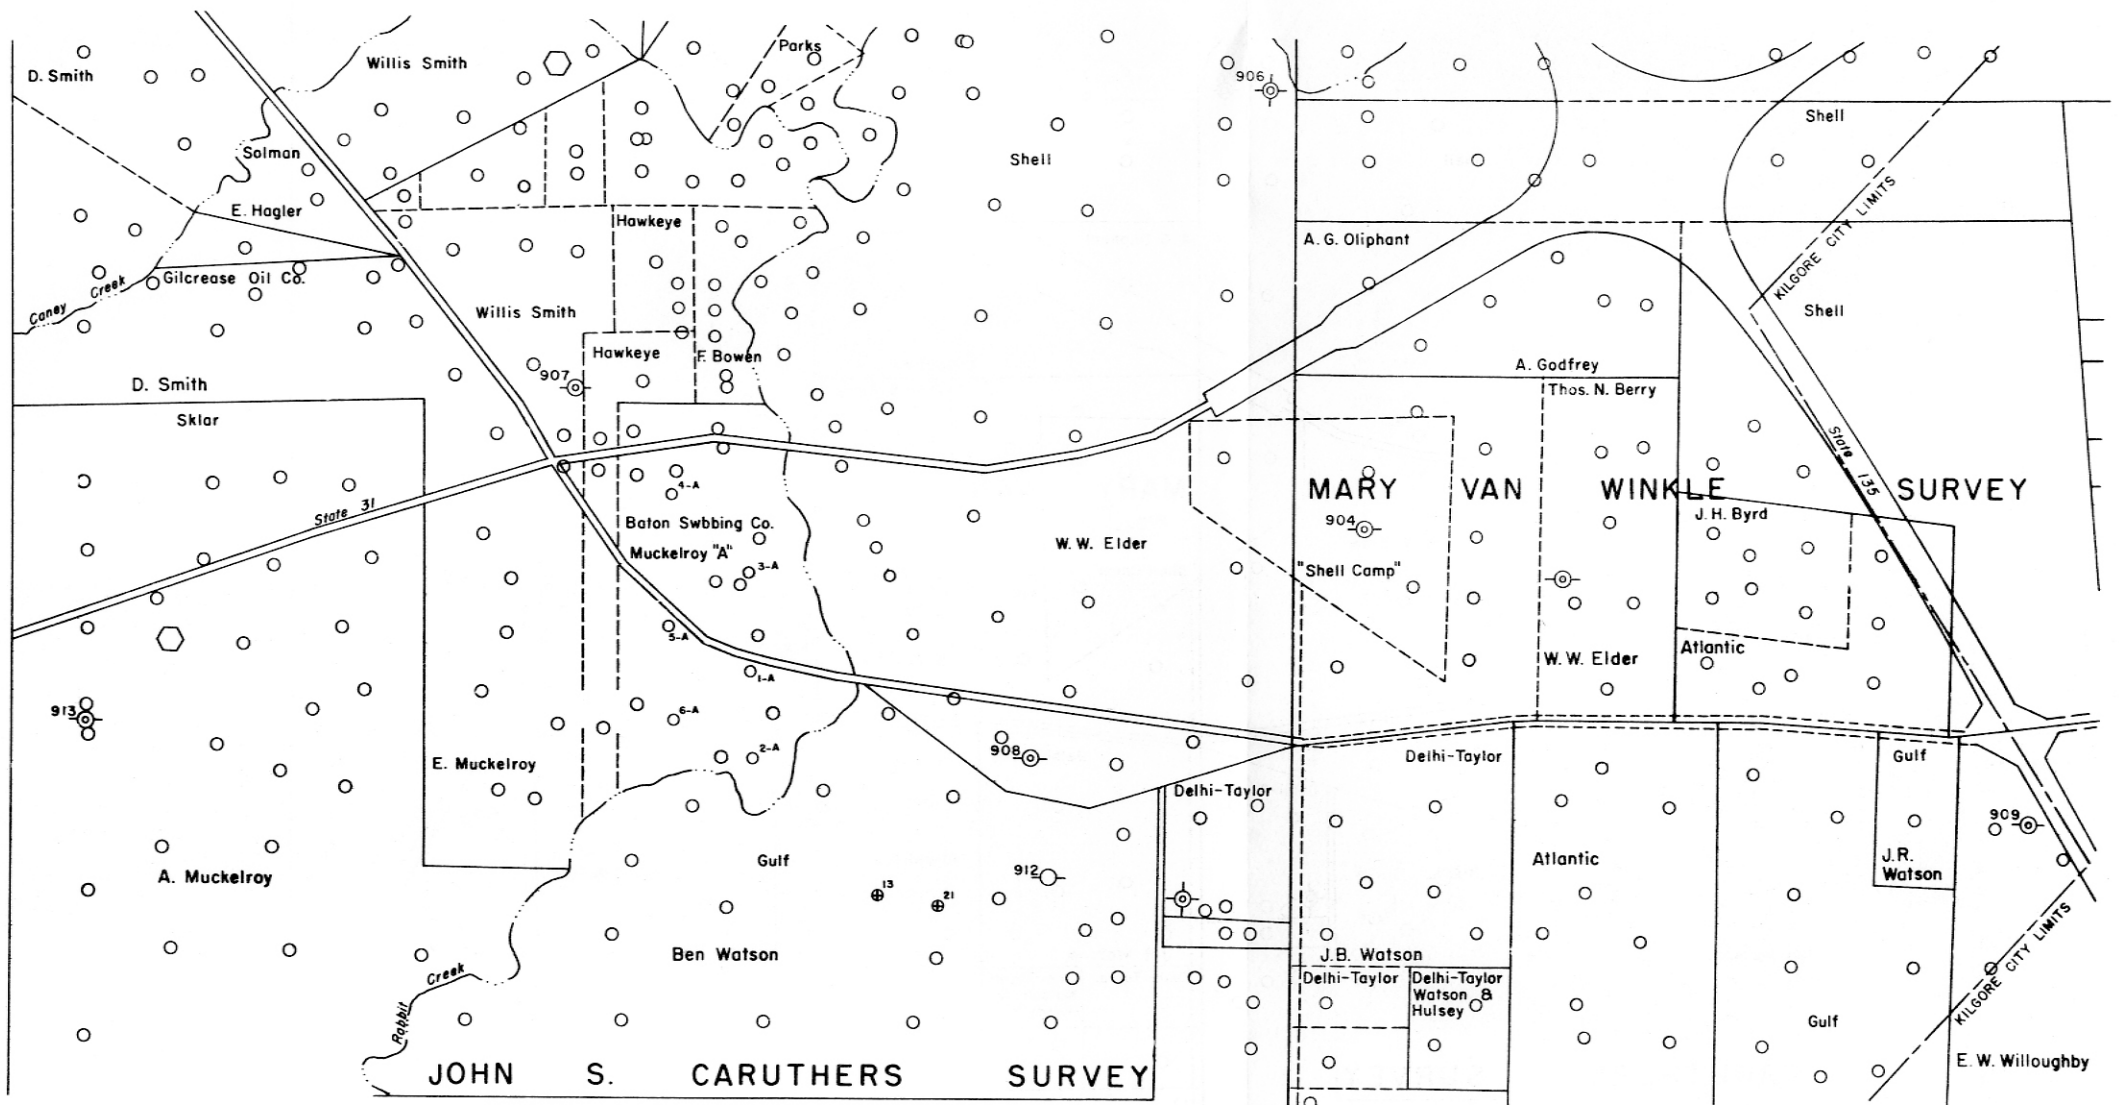 D. Smith
Willis Smith
Parks
906
Shell
Solman
Shell
E. Hagler
Hawkeye
KILGORE CITY LIMITS
A. G. Oliphant
Gilcrease Oil Co.
Caney Creek
Willis Smith
Shell
Hawkeye
F. Bowen
A. Godfrey
907
D. Smith
Thos. N. Berry
Sklar
State 135
4-A
MARY VAN WINKLE SURVEY
State 31
J. H. Byrd
Baton Swbbing Co.
904
Muckelroy "A"
W. W. Elder
3-A
"Shell Camp"
5-A
W. W. Elder
Atlantic
1-A
913
6-A
908
2-A
E. Muckelroy
Delhi-Taylor
Gulf
Delhi-Taylor
909
Gulf
Atlantic
J. R.
Watson
A. Muckelroy
912
13
21
Ben Watson
J. B. Watson
KILGORE CITY LIMITS
Rabbit Creek
Delhi-Taylor
Delhi-Taylor
Watson &
Hulsey
Gulf
E. W. Willoughby
JOHN S. CARUTHERS SURVEY